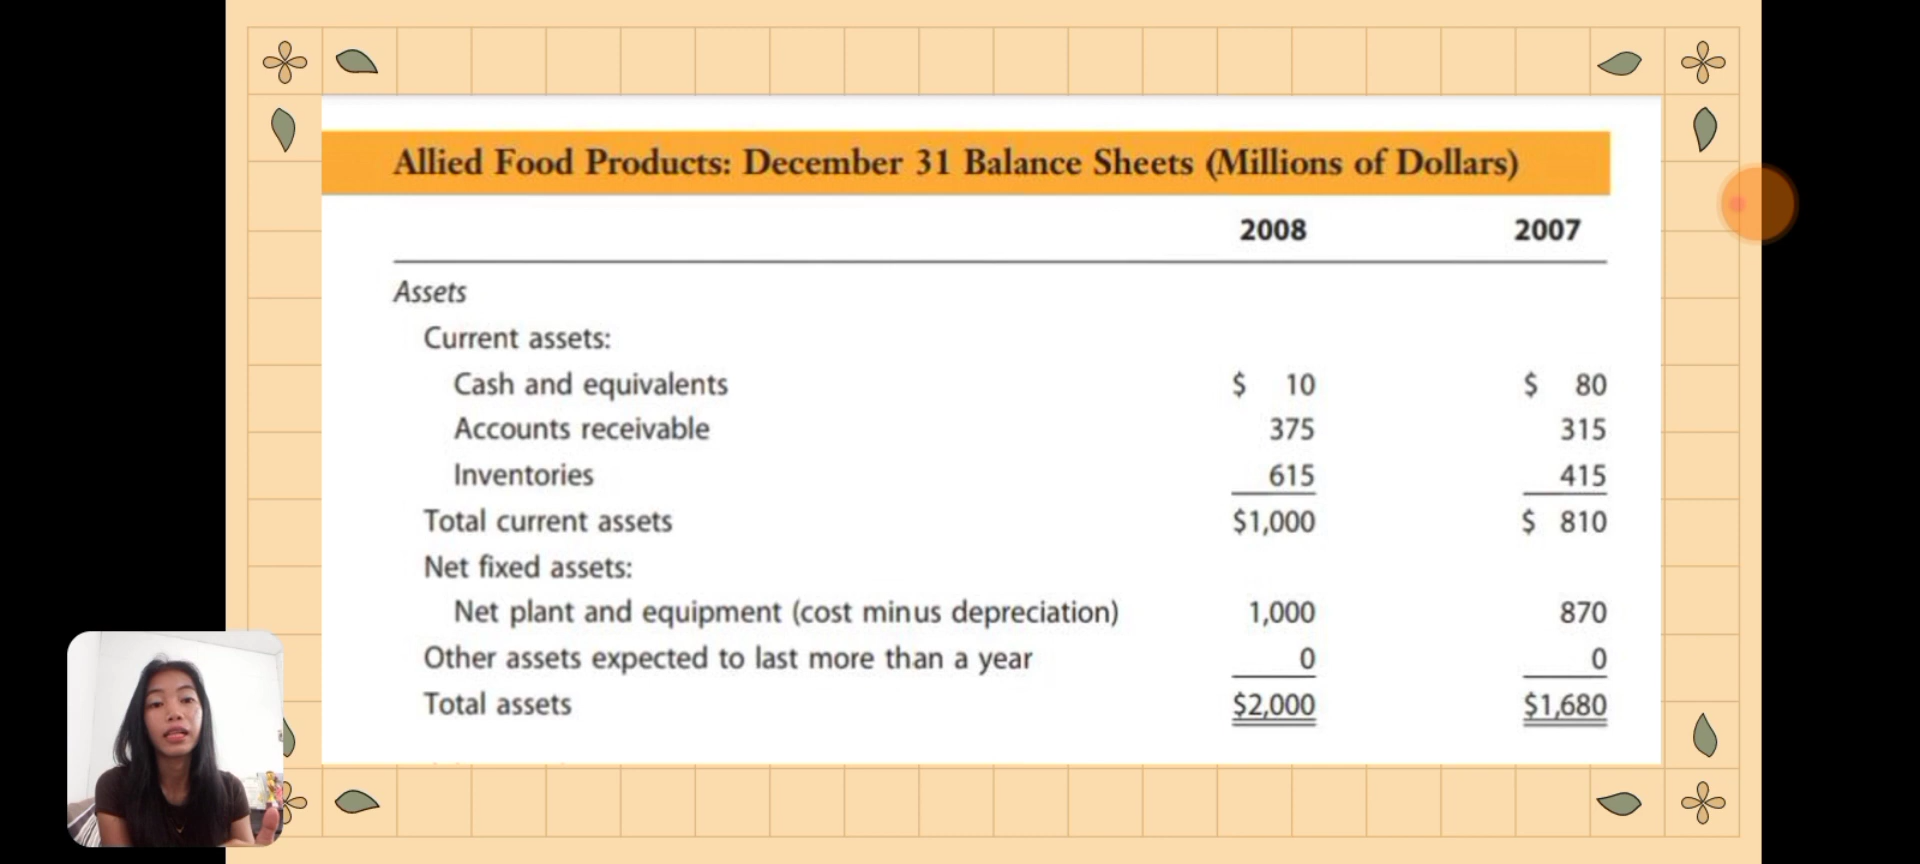 Allied Food Products: December 31 Balance Sheets (Millions of Dollars)
2008 2007
Assets
Current assets:
Cash and equivalents $ 10 $ 80
Accounts receivable 375 315
Inventories 615 415
Total current assets $1,000 $ 810
Net fixed assets:
Net plant and equipment (cost minus depreciation) 1,000 870
Other assets expected to last more than a year 0 0
Total assets $2,000 $1,680